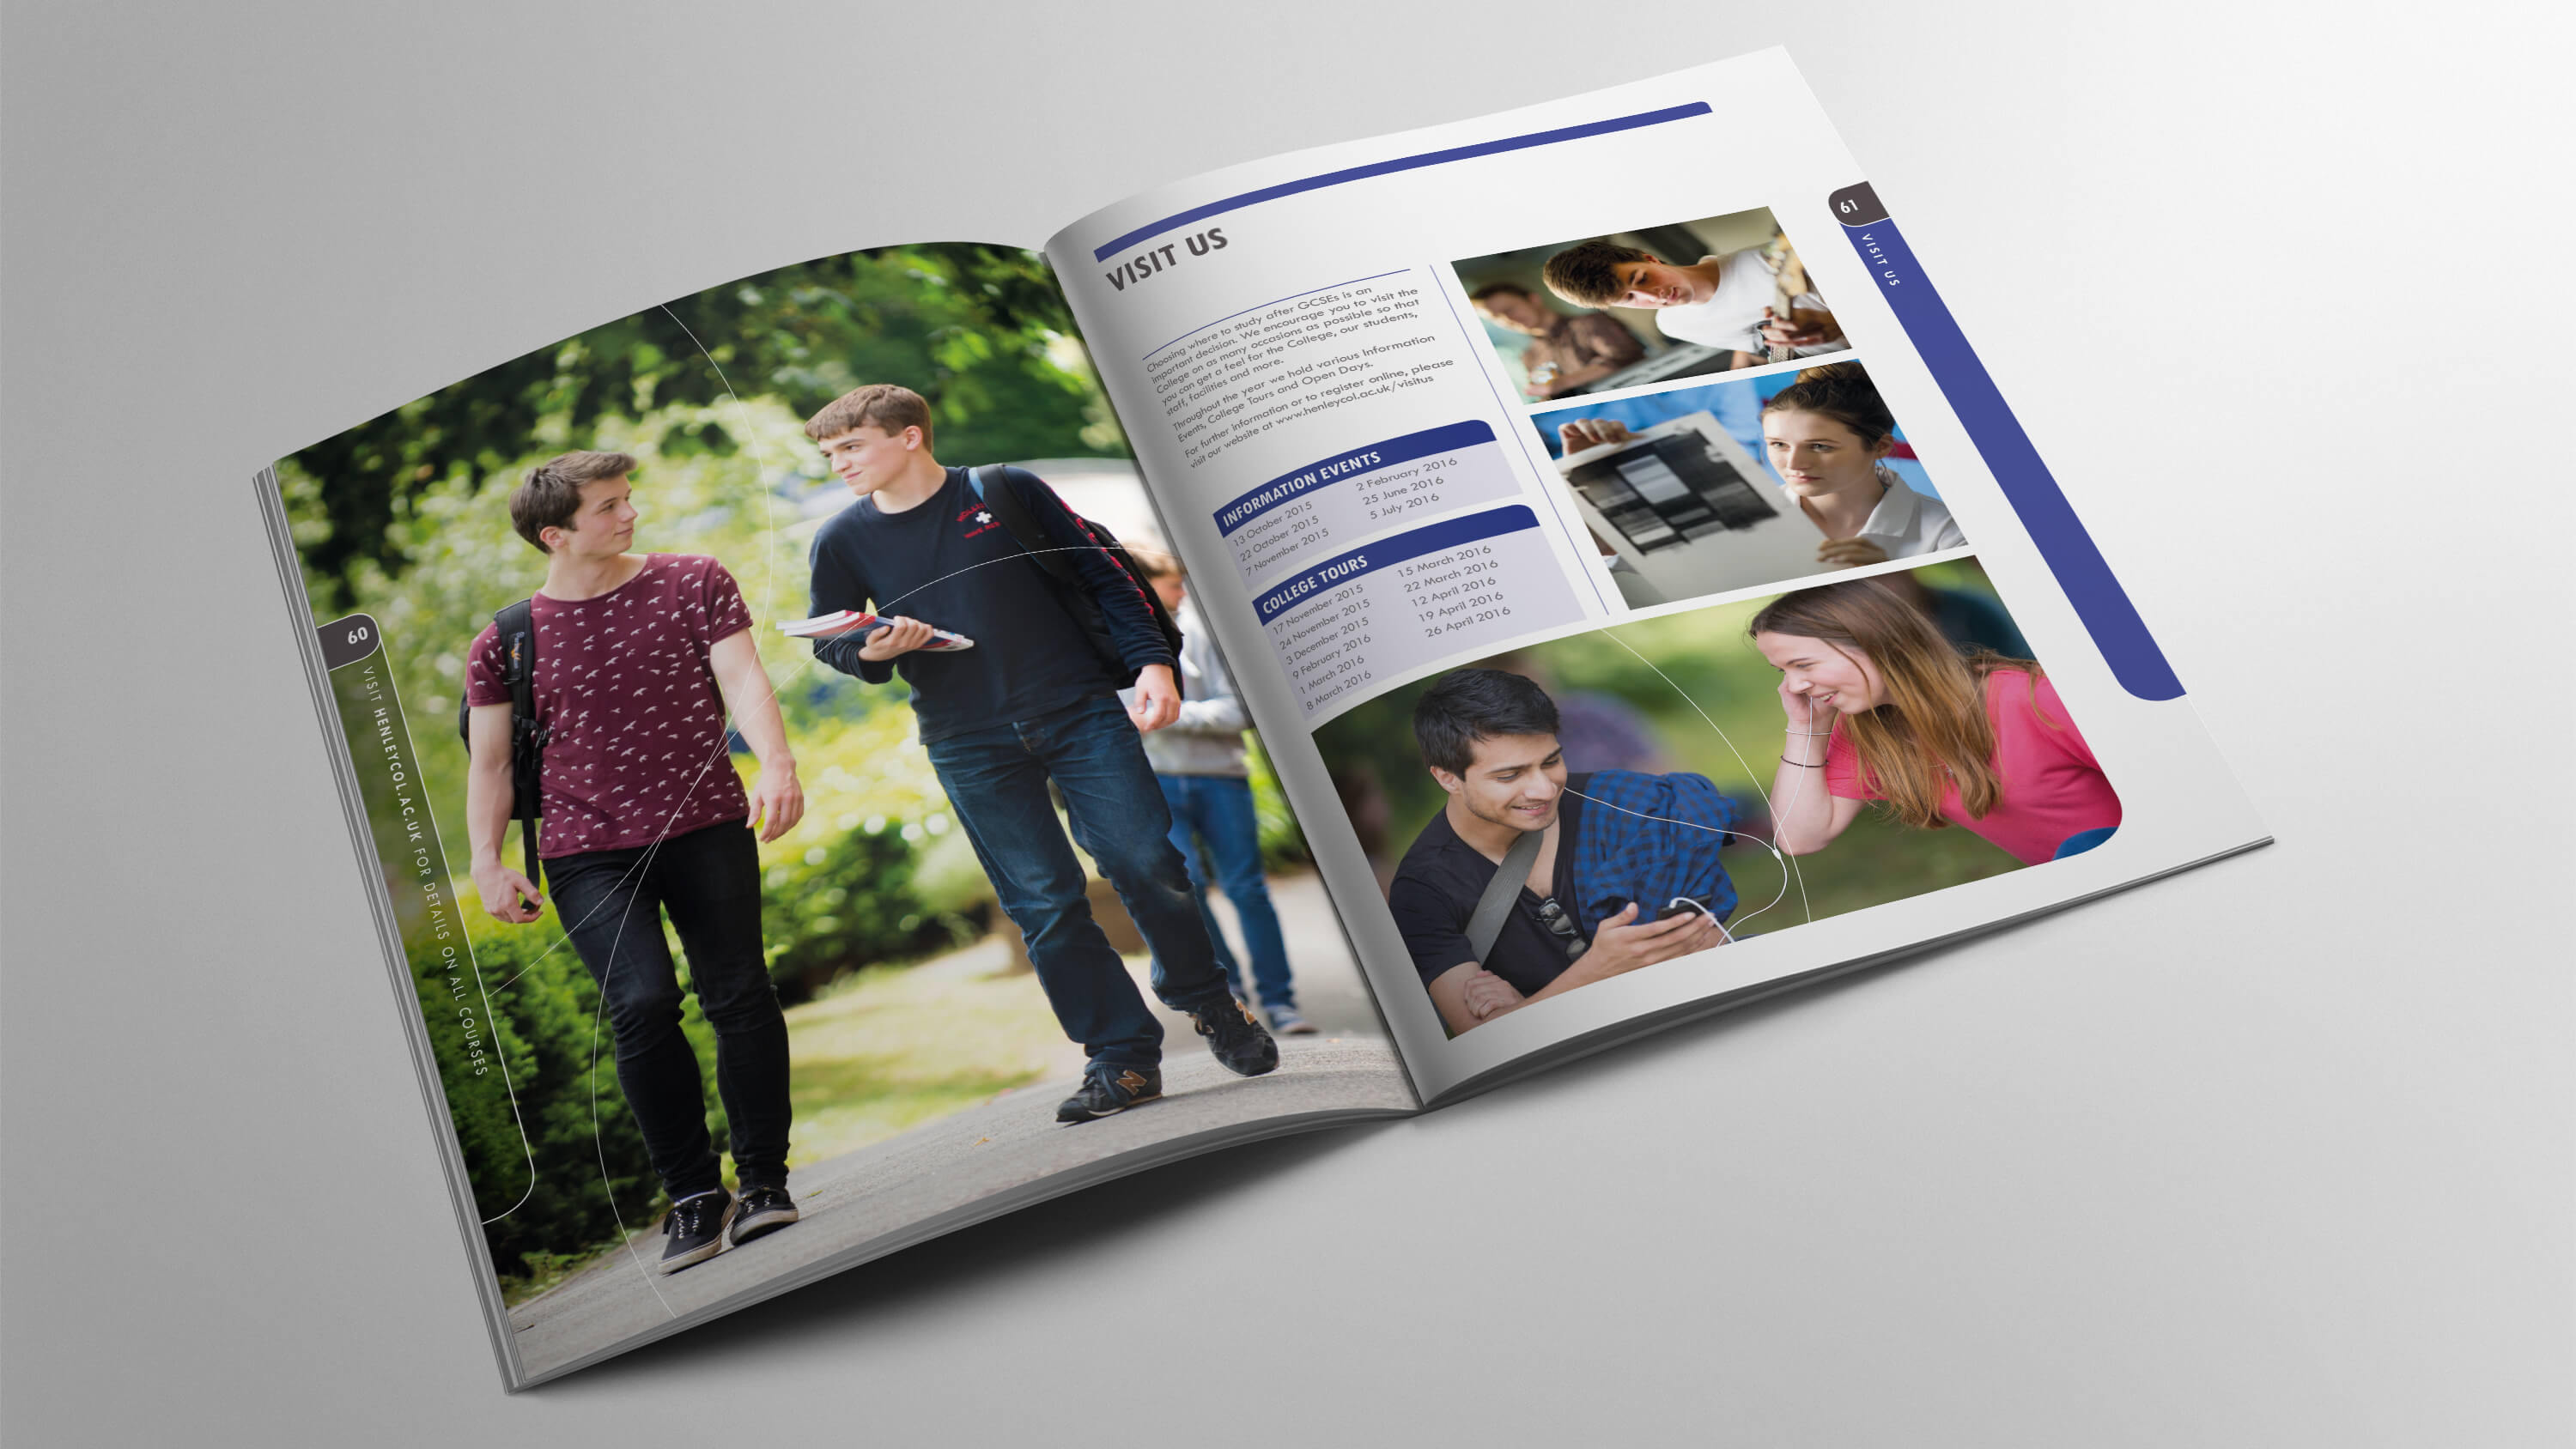 60
VISIT HENLEYCOL.AC.UK FOR DETAILS ON ALL COURSES
N
VISIT US
Choosing where to study after GCSEs is an
important decision. We encourage you to visit the
College on as many occasions as possible so that
you can get a feel for the College, our students,
staff, facilities and more.
Throughout the year we hold various Information
Events, College Tours and Open Days.
For further information or to register online, please
visit our website at www.henleycol.ac.uk/visitus
INFORMATION EVENTS
13 October 2015
22 October 2015
7 November 2015
2 February 2016
25 June 2016
5 July 2016
COLLEGE TOURS
17 November 2015
24 November 2015
3 December 2015
9 February 2016
1 March 2016
8 March 2016
15 March 2016
22 March 2016
12 April 2016
19 April 2016
26 April 2016
61
VISIT US